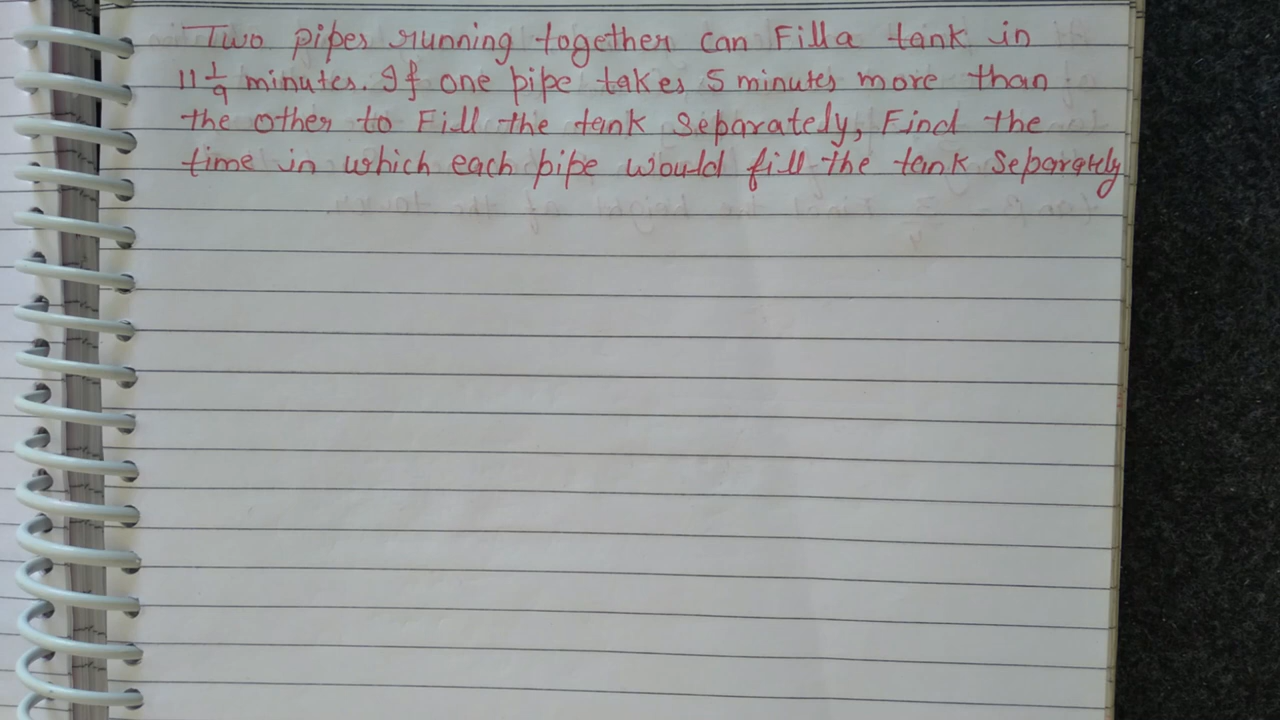 Two pipes running together can Fill a tank in
11 1/9 minutes. If one pipe takes 5 minutes more than
the other to Fill the tank Separately, Find the
time in which each pipe would fill the tank Separately